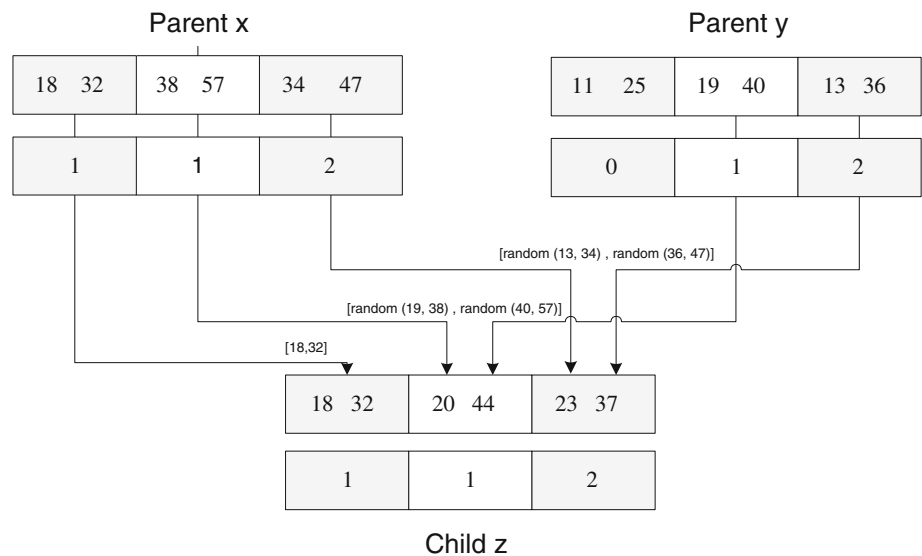 Parent x Parent y
18 32 38 57 34 47 11 25 19 40 13 36
1 1 2 0 1 2
[random (13, 34) , random (36, 47)]
[random (19, 38) , random (40, 57)]
[18,32]
18 32 20 44 23 37
1 1 2
Child z